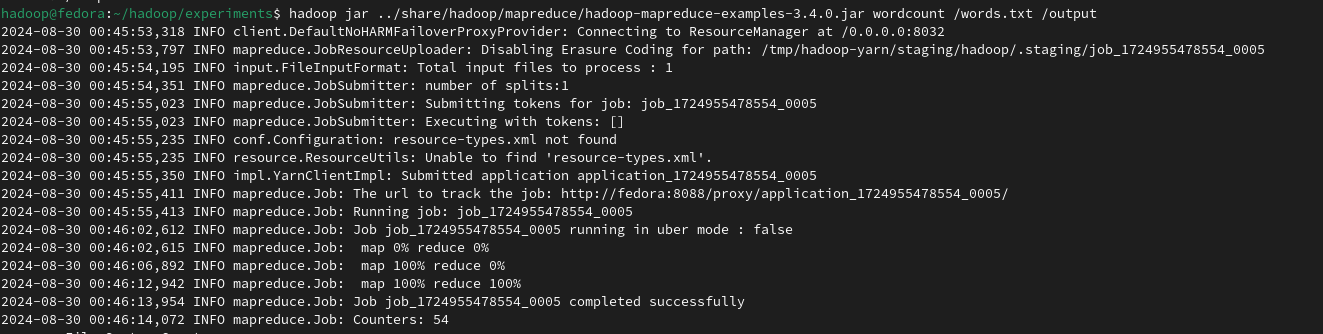 hadoop@fedora:~/hadoop/experiments$ hadoop jar ../share/hadoop/mapreduce/hadoop-mapreduce-examples-3.4.0.jar wordcount /words.txt /output
2024-08-30 00:45:53,318 INFO client.DefaultNoHARMFailoverProxyProvider: Connecting to ResourceManager at /0.0.0.0:8032
2024-08-30 00:45:53,797 INFO mapreduce.JobResourceUploader: Disabling Erasure Coding for path: /tmp/hadoop-yarn/staging/hadoop/.staging/job_1724955478554_0005
2024-08-30 00:45:54,195 INFO input.FileInputFormat: Total input files to process : 1
2024-08-30 00:45:54,351 INFO mapreduce.JobSubmitter: number of splits:1
2024-08-30 00:45:55,023 INFO mapreduce.JobSubmitter: Submitting tokens for job: job_1724955478554_0005
2024-08-30 00:45:55,023 INFO mapreduce.JobSubmitter: Executing with tokens: []
2024-08-30 00:45:55,235 INFO conf.Configuration: resource-types.xml not found
2024-08-30 00:45:55,235 INFO resource.ResourceUtils: Unable to find 'resource-types.xml'.
2024-08-30 00:45:55,350 INFO impl.YarnClientImpl: Submitted application application_1724955478554_0005
2024-08-30 00:45:55,411 INFO mapreduce.Job: The url to track the job: http://fedora:8088/proxy/application_1724955478554_0005/
2024-08-30 00:45:55,413 INFO mapreduce.Job: Running job: job_1724955478554_0005
2024-08-30 00:46:02,612 INFO mapreduce.Job: Job job_1724955478554_0005 running in uber mode : false
2024-08-30 00:46:02,615 INFO mapreduce.Job:  map 0% reduce 0%
2024-08-30 00:46:06,892 INFO mapreduce.Job:  map 100% reduce 0%
2024-08-30 00:46:12,942 INFO mapreduce.Job:  map 100% reduce 100%
2024-08-30 00:46:13,954 INFO mapreduce.Job: Job job_1724955478554_0005 completed successfully
2024-08-30 00:46:14,072 INFO mapreduce.Job: Counters: 54